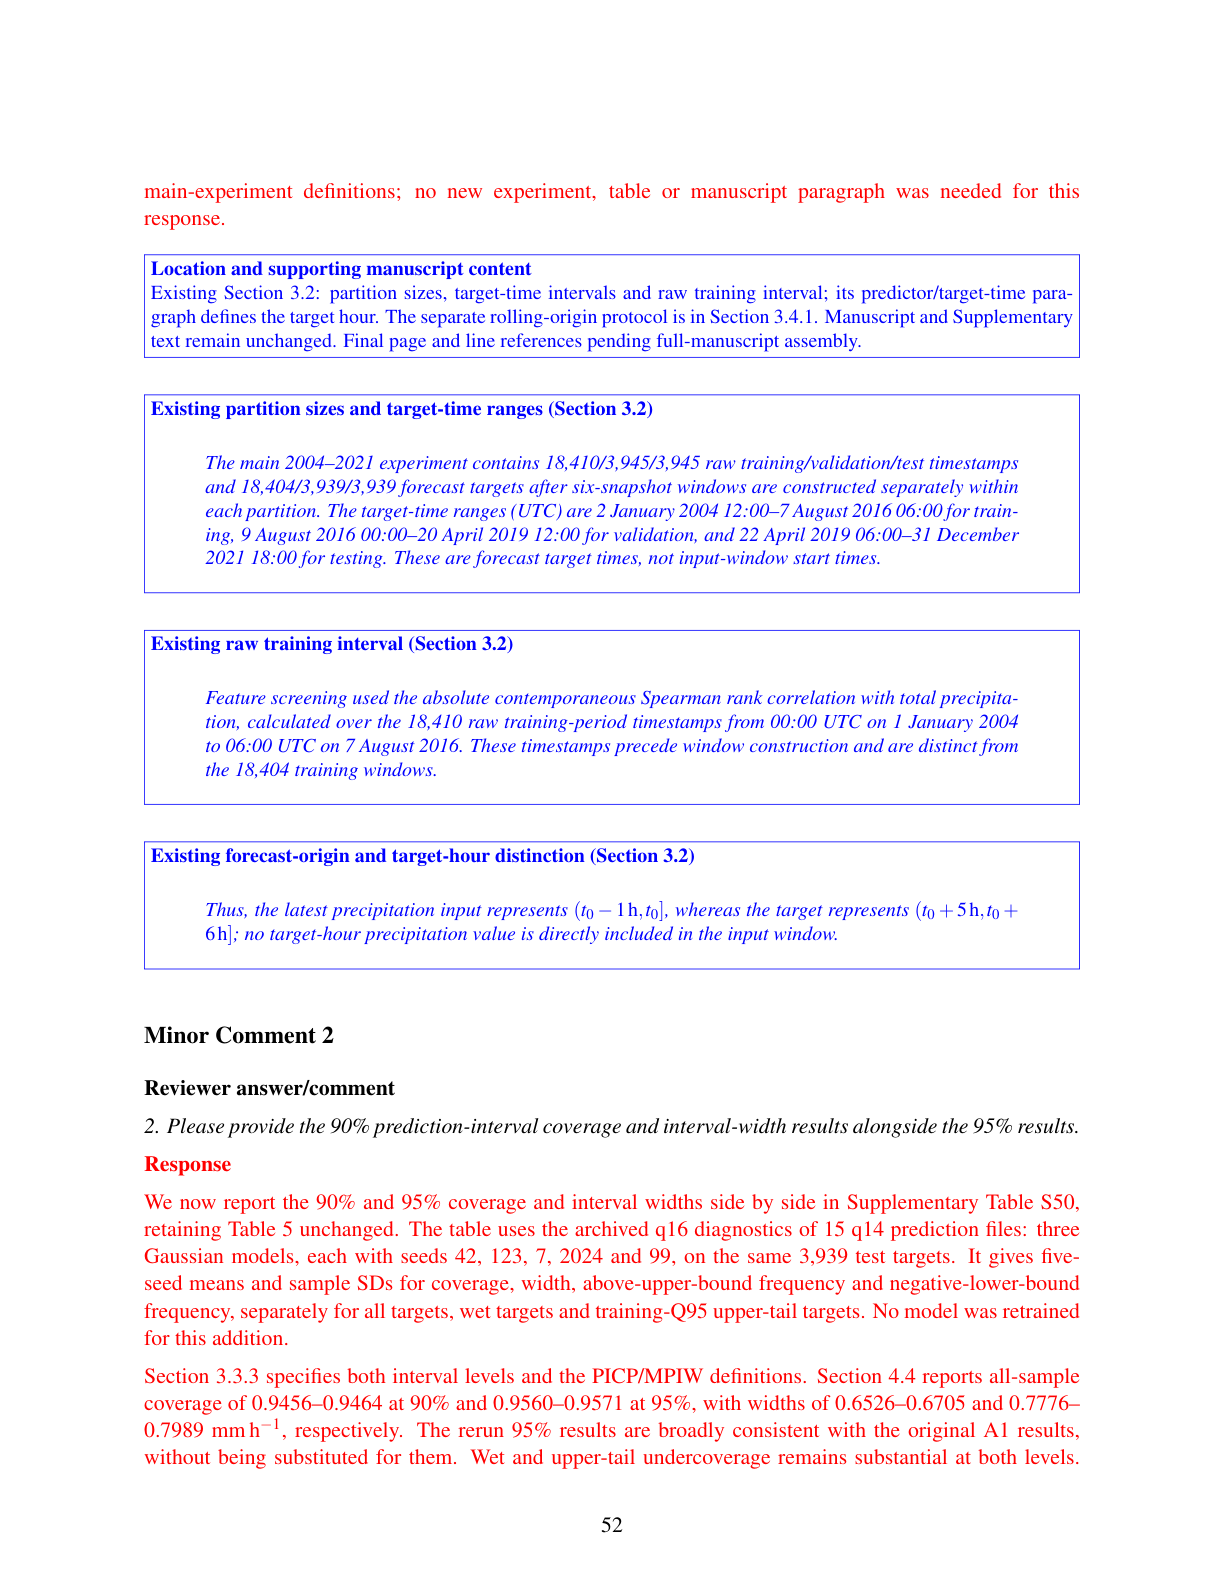 main-experiment definitions; no new experiment, table or manuscript paragraph was needed for this
response.
Location and supporting manuscript content
Existing Section 3.2: partition sizes, target-time intervals and raw training interval; its predictor/target-time para-
graph defines the target hour. The separate rolling-origin protocol is in Section 3.4.1. Manuscript and Supplementary
text remain unchanged. Final page and line references pending full-manuscript assembly.
Existing partition sizes and target-time ranges (Section 3.2)
The main 2004–2021 experiment contains 18,410/3,945/3,945 raw training/validation/test timestamps
and 18,404/3,939/3,939 forecast targets after six-snapshot windows are constructed separately within
each partition. The target-time ranges (UTC) are 2 January 2004 12:00–7 August 2016 06:00 for train-
ing, 9 August 2016 00:00–20 April 2019 12:00 for validation, and 22 April 2019 06:00–31 December
2021 18:00 for testing. These are forecast target times, not input-window start times.
Existing raw training interval (Section 3.2)
Feature screening used the absolute contemporaneous Spearman rank correlation with total precipita-
tion, calculated over the 18,410 raw training-period timestamps from 00:00 UTC on 1 January 2004
to 06:00 UTC on 7 August 2016. These timestamps precede window construction and are distinct from
the 18,404 training windows.
Existing forecast-origin and target-hour distinction (Section 3.2)
Thus, the latest precipitation input represents (t₀ − 1 h, t₀], whereas the target represents (t₀ + 5 h, t₀ +
6 h]; no target-hour precipitation value is directly included in the input window.
Minor Comment 2
Reviewer answer/comment
2. Please provide the 90% prediction-interval coverage and interval-width results alongside the 95% results.
Response
We now report the 90% and 95% coverage and interval widths side by side in Supplementary Table S50,
retaining Table 5 unchanged. The table uses the archived q16 diagnostics of 15 q14 prediction files: three
Gaussian models, each with seeds 42, 123, 7, 2024 and 99, on the same 3,939 test targets. It gives five-
seed means and sample SDs for coverage, width, above-upper-bound frequency and negative-lower-bound
frequency, separately for all targets, wet targets and training-Q95 upper-tail targets. No model was retrained
for this addition.
Section 3.3.3 specifies both interval levels and the PICP/MPIW definitions. Section 4.4 reports all-sample
coverage of 0.9456–0.9464 at 90% and 0.9560–0.9571 at 95%, with widths of 0.6526–0.6705 and 0.7776–
0.7989 mm h⁻¹, respectively. The rerun 95% results are broadly consistent with the original A1 results,
without being substituted for them. Wet and upper-tail undercoverage remains substantial at both levels.
52